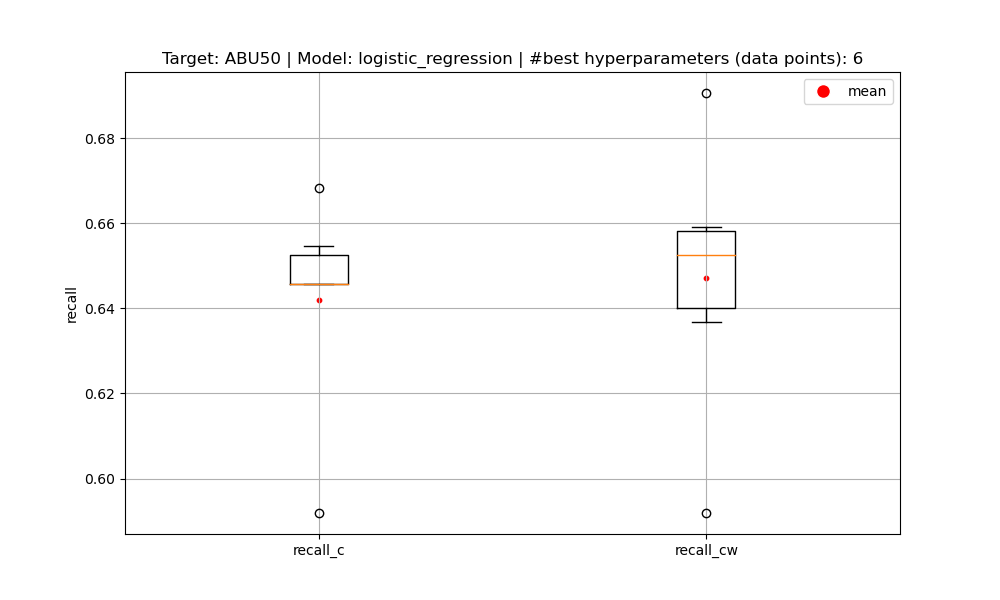 Target: ABU50 | Model: logistic_regression | #best hyperparameters (data points): 6
mean
0.68
0.66
0.64
0.62
0.60
recall
recall_c
recall_cw